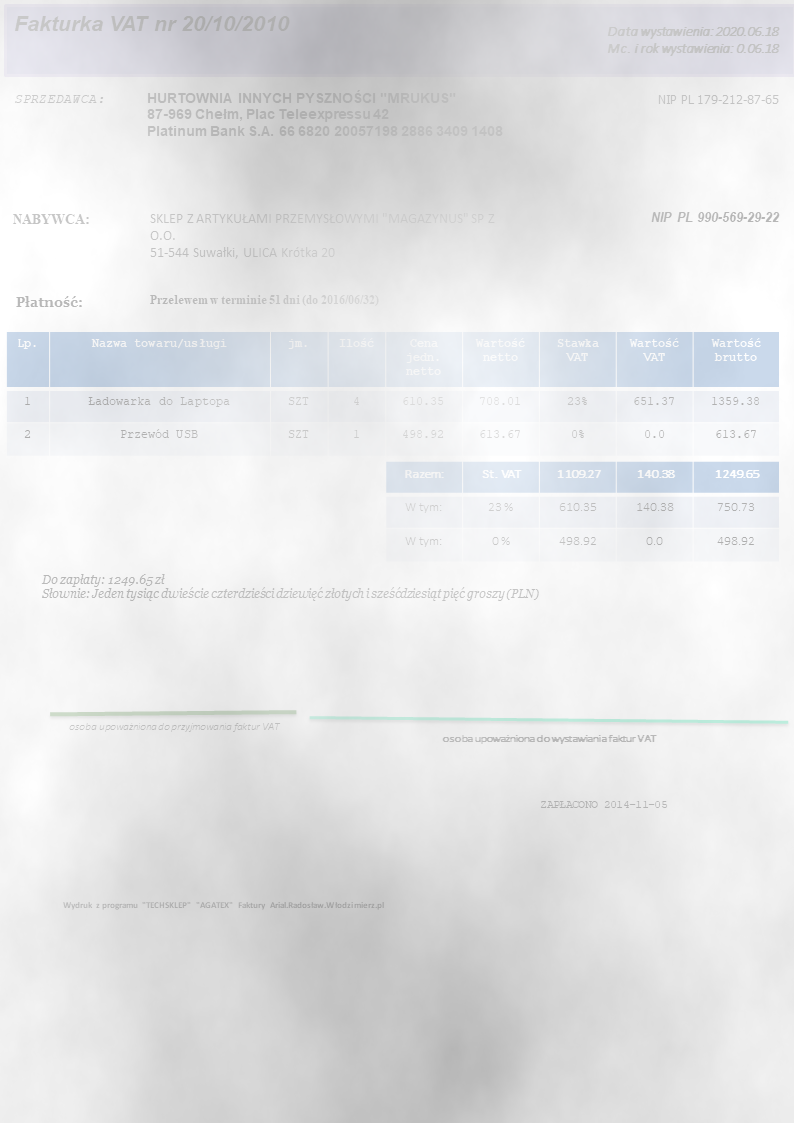 Fakturka VAT nr 20/10/2010
Data wystawienia: 2020.06.18
Mc. i rok wystawienia: 0.06.18
SPRZEDAWCA:
HURTOWNIA INNYCH PYSZNOŚCI "MRUKUS"
87-969 Chełm, Plac Teleexpressu 42
Platinum Bank S.A. 66 6820 20057198 2886 3409 1408
NIP PL 179-212-87-65
NABYWCA:
SKLEP Z ARTYKUŁAMI PRZEMYSŁOWYMI "MAGAZYNUS" SP Z
O.O.
51-544 Suwałki, ULICA Krótka 20
NIP PL 990-569-29-22
Płatność:
Przelewem w terminie 51 dni (do 2016/06/32)
Lp. Nazwa towaru/usługi jm. Ilość Cena jedn. netto Wartość netto Stawka VAT Wartość VAT Wartość brutto
1 Ładowarka do Laptopa SZT 4 610.35 708.01 23% 651.37 1359.38
2 Przewód USB SZT 1 498.92 613.67 0% 0.0 613.67
Razem: St. VAT 1109.27 140.38 1249.65
W tym: 23 % 610.35 140.38 750.73
W tym: 0 % 498.92 0.0 498.92
Do zapłaty: 1249.65 zł
Słownie: Jeden tysiąc dwieście czterdzieści dziewięć złotych i sześćdziesiąt pięć groszy (PLN)
osoba upoważniona do przyjmowania faktur VAT
osoba upoważniona do wystawiania faktur VAT
ZAPŁACONO 2014-11-05
Wydruk z programu "TECHSKLEP" "AGATEX" Faktury Arial.Radosław.Włodzimierz.pl